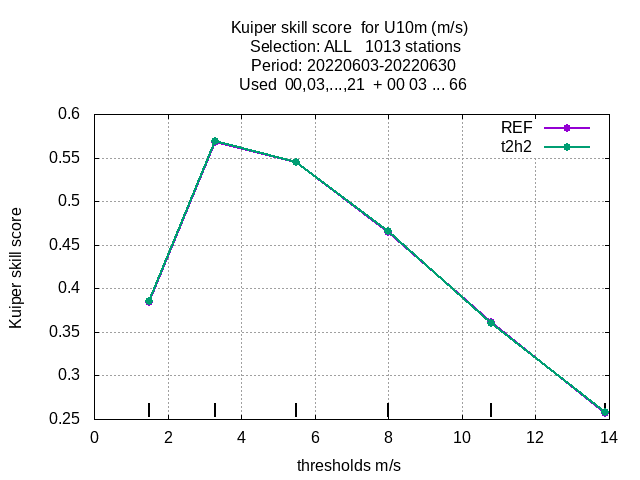 Kuiper skill score  for U10m (m/s)
Selection: ALL   1013 stations
Period: 20220603-20220630
Used  00,03,...,21  + 00 03 ... 66
REF
t2h2
0.6
0.55
0.5
0.45
0.4
0.35
0.3
0.25
Kuiper skill score
0 2 4 6 8 10 12 14
thresholds m/s